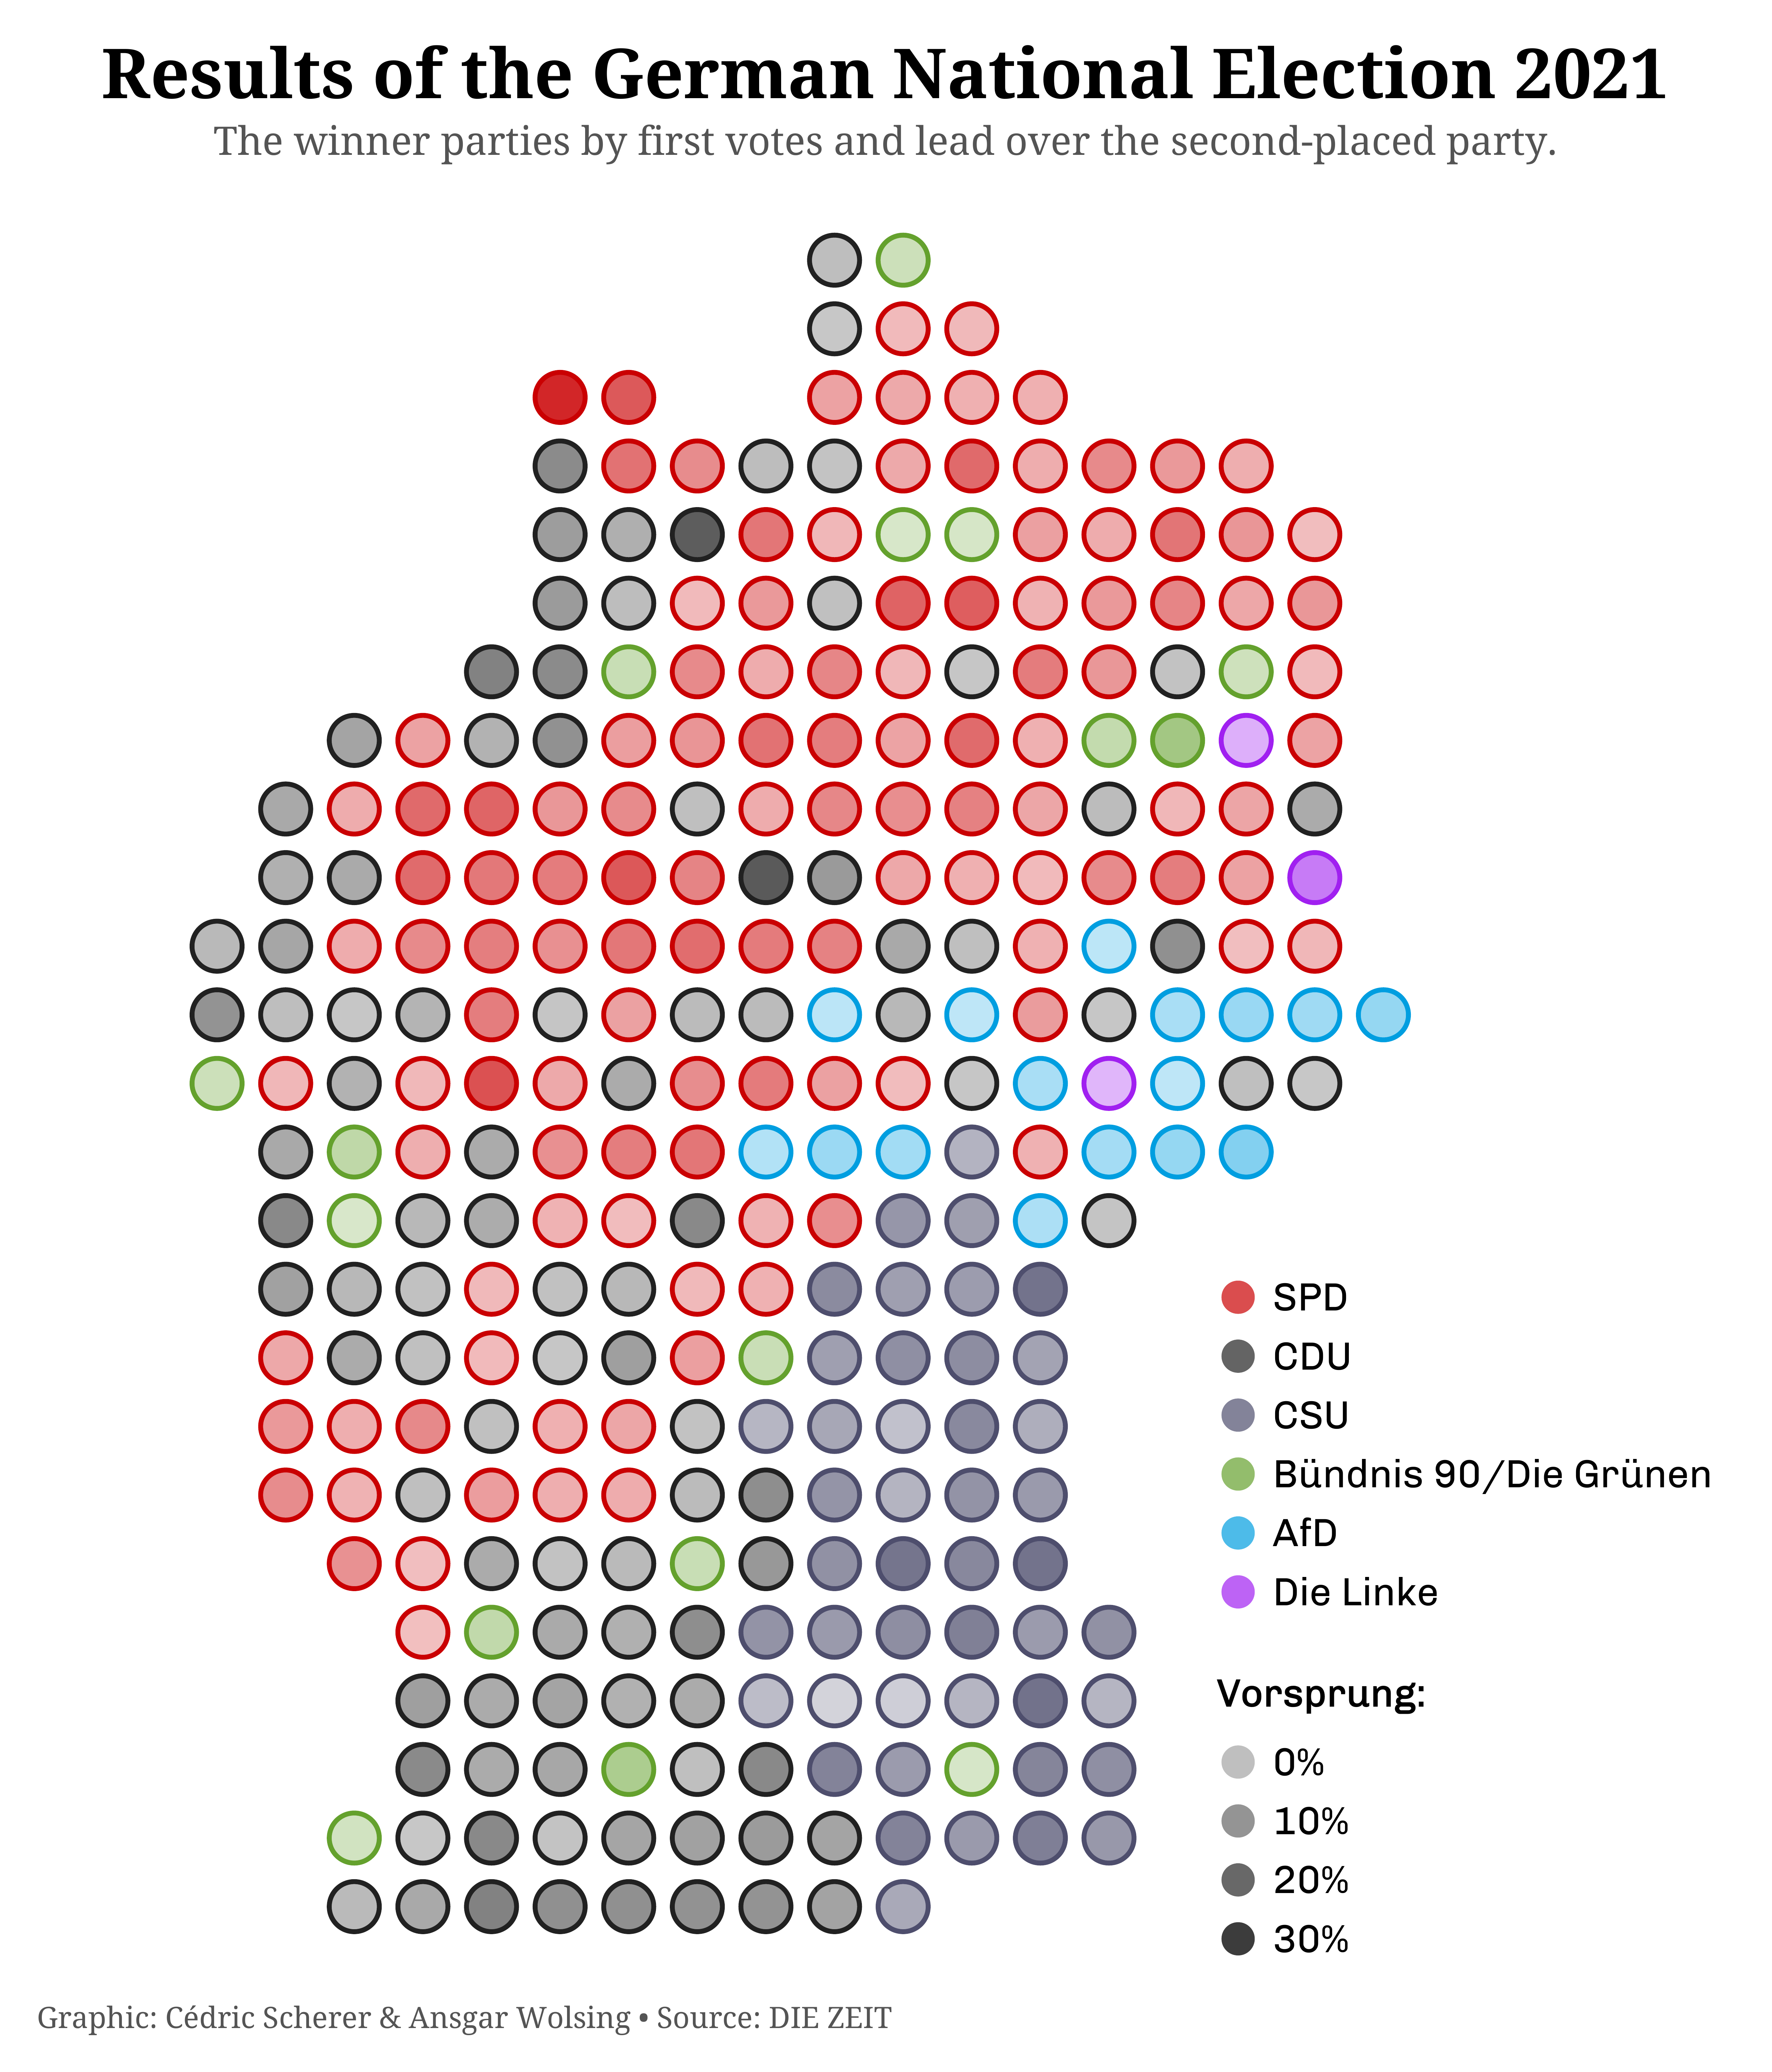 Results of the German National Election 2021
The winner parties by first votes and lead over the second-placed party.
SPD
CDU
CSU
Bündnis 90/Die Grünen
AfD
Die Linke
Vorsprung:
0%
10%
20%
30%
Graphic: Cédric Scherer & Ansgar Wolsing • Source: DIE ZEIT